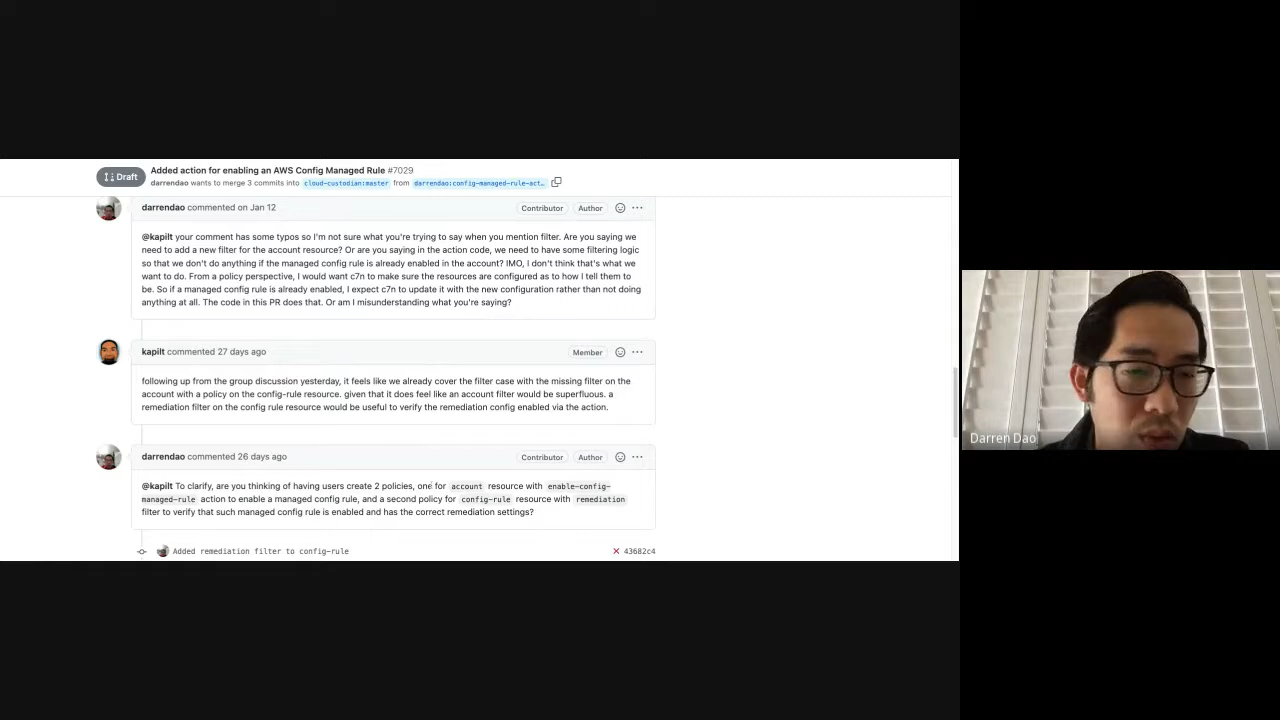 Draft
Added action for enabling an AWS Config Managed Rule #7029
darrendao wants to merge 3 commits into cloud-custodian:master from darrendao:config-managed-rule-act…
darrendao commented on Jan 12
Contributor
Author
@kapilt your comment has some typos so I'm not sure what you're trying to say when you mention filter. Are you saying we
need to add a new filter for the account resource? Or are you saying in the action code, we need to have some filtering logic
so that we don't do anything if the managed config rule is already enabled in the account? IMO, I don't think that's what we
want to do. From a policy perspective, I would want c7n to make sure the resources are configured as to how I tell them to
be. So if a managed rule is already enabled, I expect c7n to update it with the new configuration rather than not doing
anything at all. The code in this PR does that. Or am I misunderstanding what you're saying?
kapilt commented 27 days ago
Member
following up from the group discussion yesterday, it feels like we already cover the filter case with the missing filter on the
account with a policy on the config-rule resource. given that it does feel like an account filter would be superfluous. a
remediation filter on the config rule resource would be useful to verify the remediation config enabled via the action.
darrendao commented 26 days ago
Contributor
Author
@kapilt To clarify, are you thinking of having users create 2 policies, one for account resource with enable-config-
managed-rule action to enable a managed config rule, and a second policy for config-rule resource with remediation
filter to verify that such managed config rule is enabled and has the correct remediation settings?
Added remediation filter to config-rule
43682c4
Darren Dao